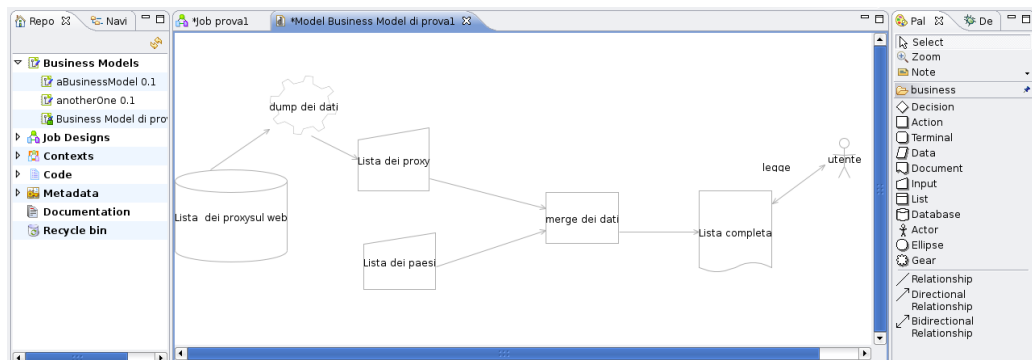 Repo
Navi
*Job prova1
*Model Business Model di prova1
Pal
De
Business Models
aBusinessModel 0.1
anotherOne 0.1
Business Model di prov
Job Designs
Contexts
Code
Metadata
Documentation
Recycle bin
dump dei dati
Lista dei proxy
Lista dei proxysul web
Lista dei paesi
merge dei dati
legge
utente
Lista completa
Select
Zoom
Note
business
Decision
Action
Terminal
Data
Document
Input
List
Database
Actor
Ellipse
Gear
Relationship
Directional
Relationship
Bidirectional
Relationship